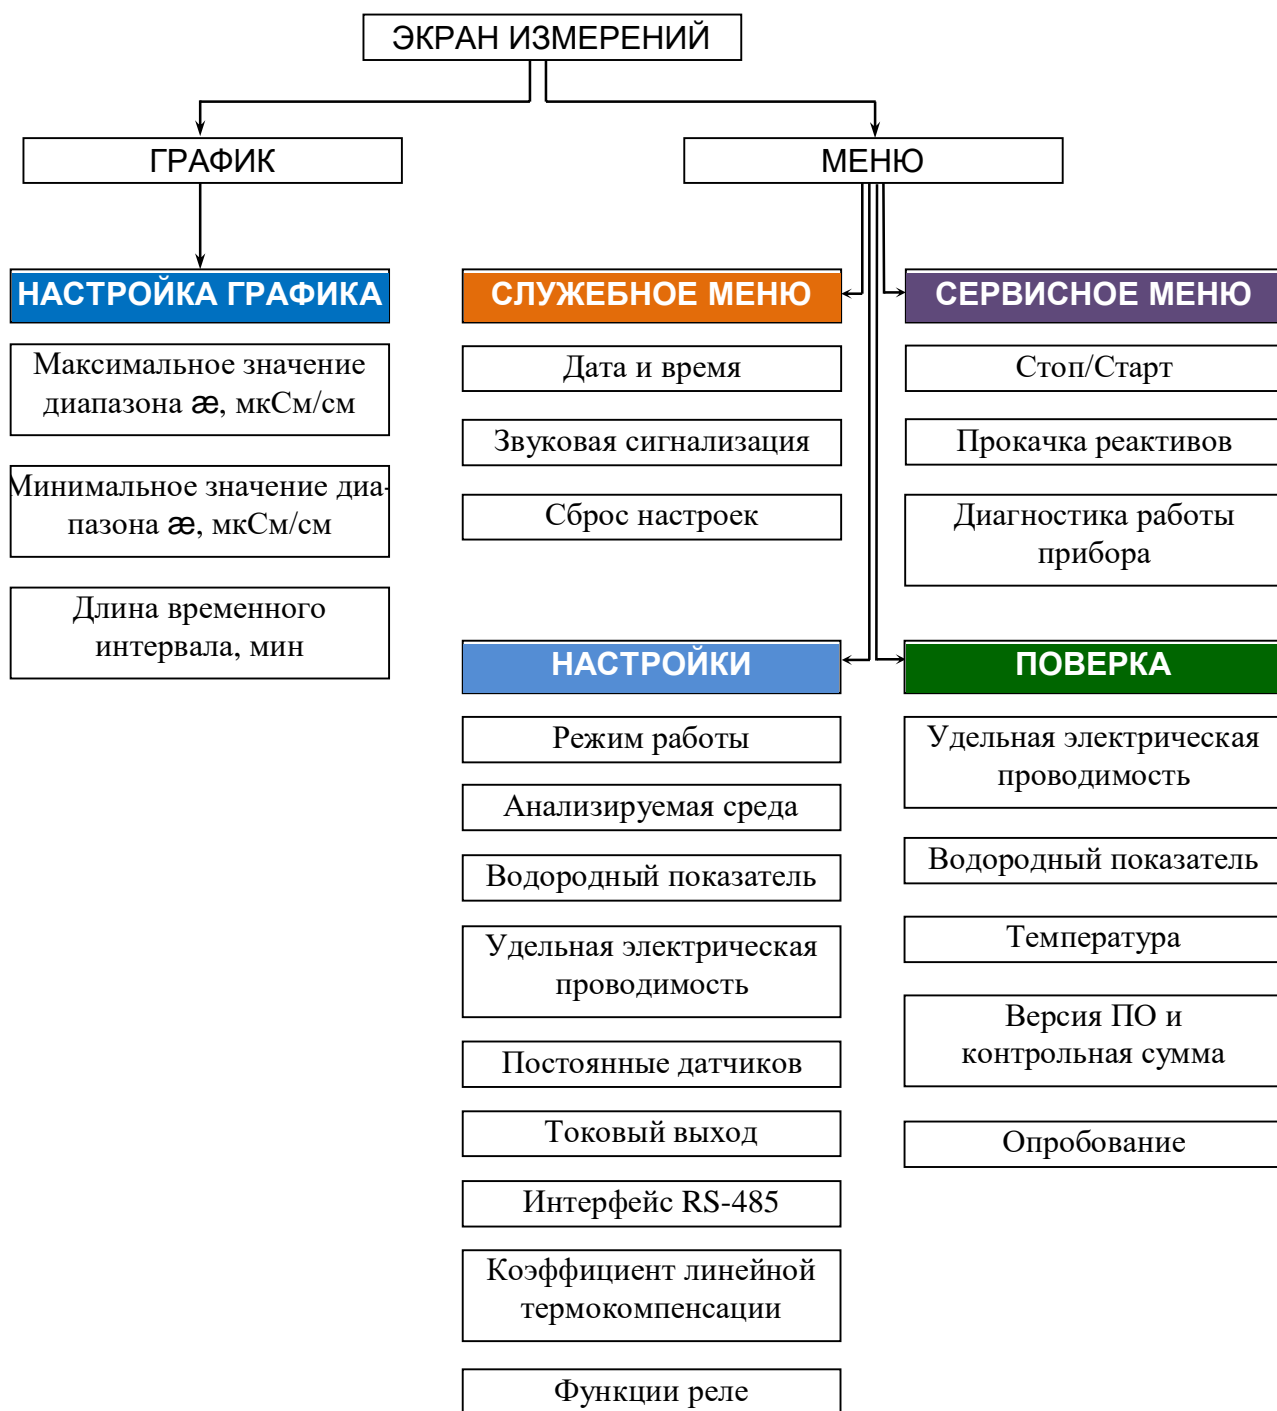 ЭКРАН ИЗМЕРЕНИЙ
ГРАФИК
МЕНЮ
НАСТРОЙКА ГРАФИКА
Максимальное значение
диапазона æ, мкСм/см
Минимальное значение диа-
пазона æ, мкСм/см
Длина временного
интервала, мин
СЛУЖЕБНОЕ МЕНЮ
Дата и время
Звуковая сигнализация
Сброс настроек
СЕРВИСНОЕ МЕНЮ
Стоп/Старт
Прокачка реактивов
Диагностика работы
прибора
НАСТРОЙКИ
Режим работы
Анализируемая среда
Водородный показатель
Удельная электрическая
проводимость
Постоянные датчиков
Токовый выход
Интерфейс RS-485
Коэффициент линейной
термокомпенсации
Функции реле
ПОВЕРКА
Удельная электрическая
проводимость
Водородный показатель
Температура
Версия ПО и
контрольная сумма
Опробование